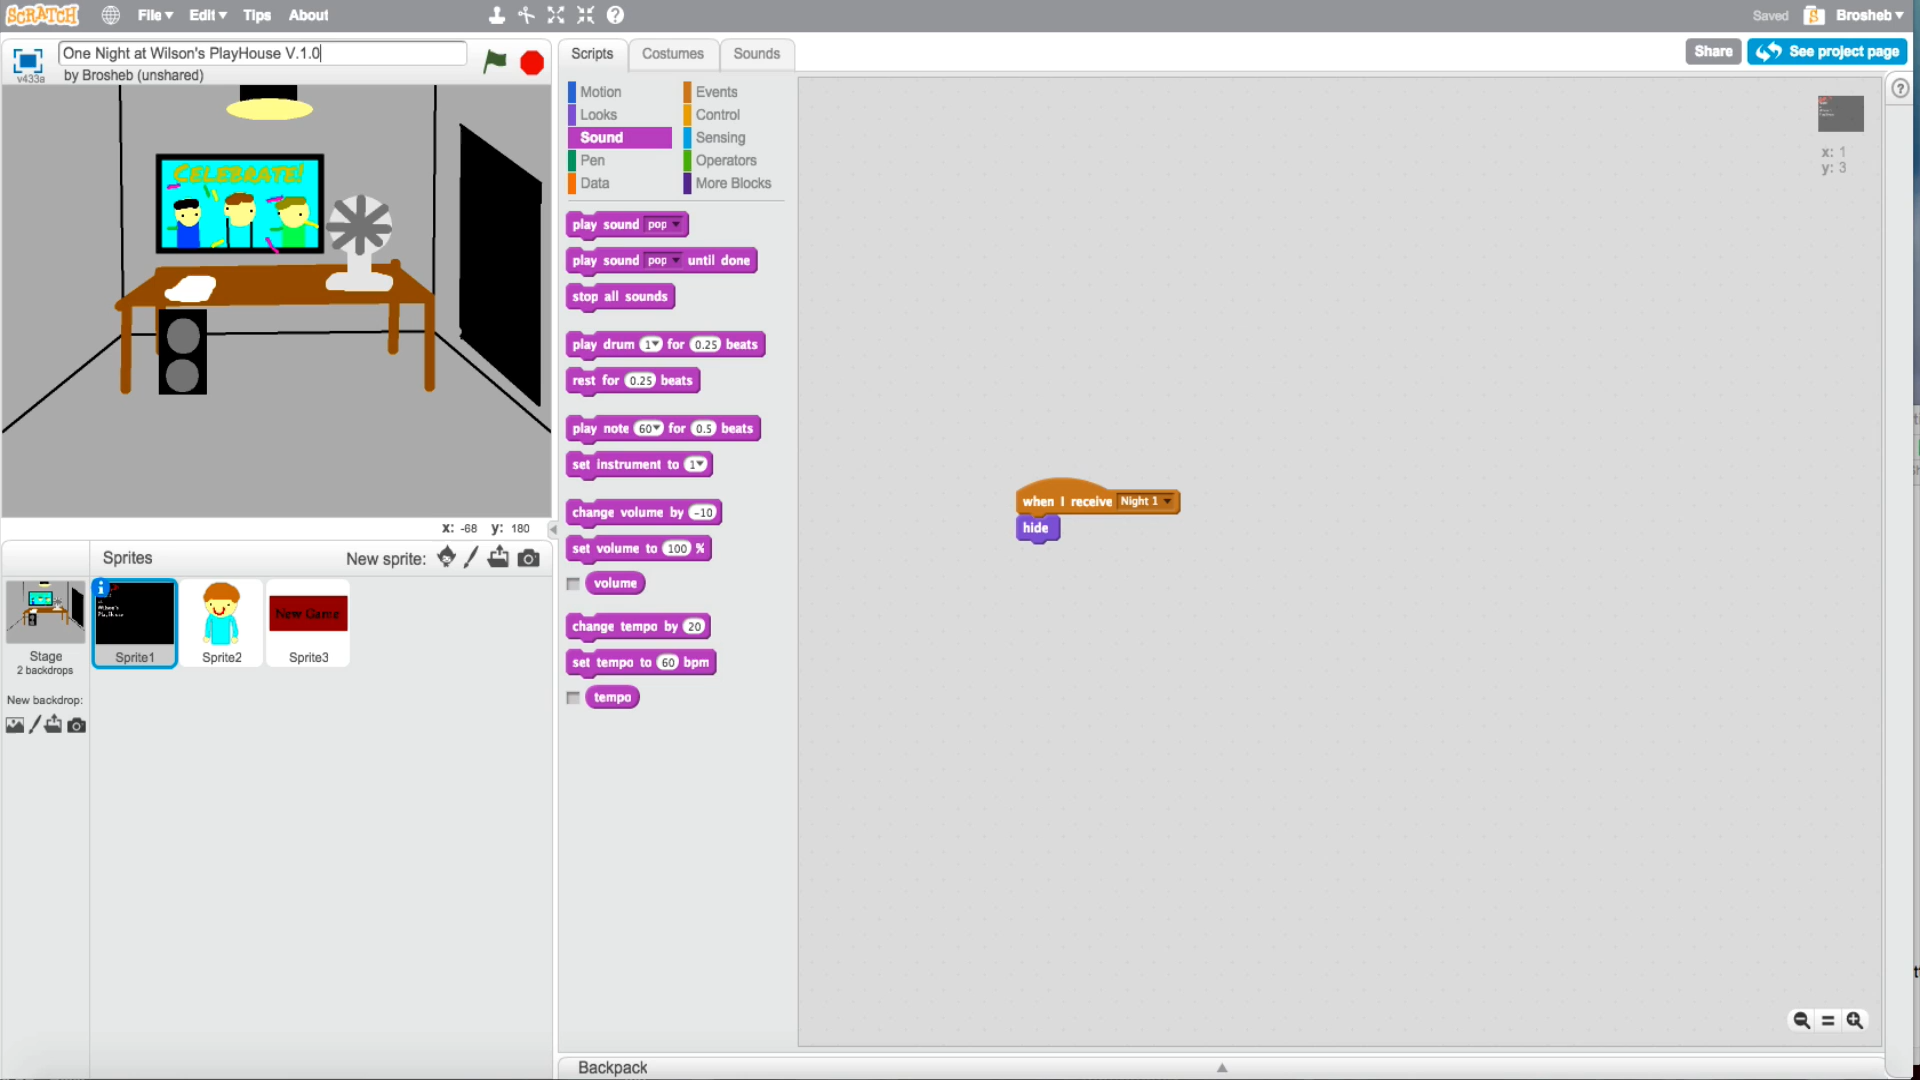 SCRATCH File Edit Tips About Saved Brosheb
One Night at Wilson's PlayHouse V.1.0
by Brosheb (unshared)
v433a
Scripts Costumes Sounds
Share See project page
CELEBRATE!
Motion Events
Looks Control
Sound Sensing
Pen Operators
Data More Blocks
play sound pop
play sound pop until done
stop all sounds
play drum 1 for 0.25 beats
rest for 0.25 beats
play note 60 for 0.5 beats
set instrument to 1
change volume by -10
set volume to 100 %
volume
change tempo by 20
set tempo to 60 bpm
tempo
when I receive Night 1
hide
x: 1
y: 3
x: -68 y: 180
Sprites New sprite:
Wilson's
PlayHouse
New Game
Stage
2 backdrops
Sprite1 Sprite2 Sprite3
New backdrop:
Backpack